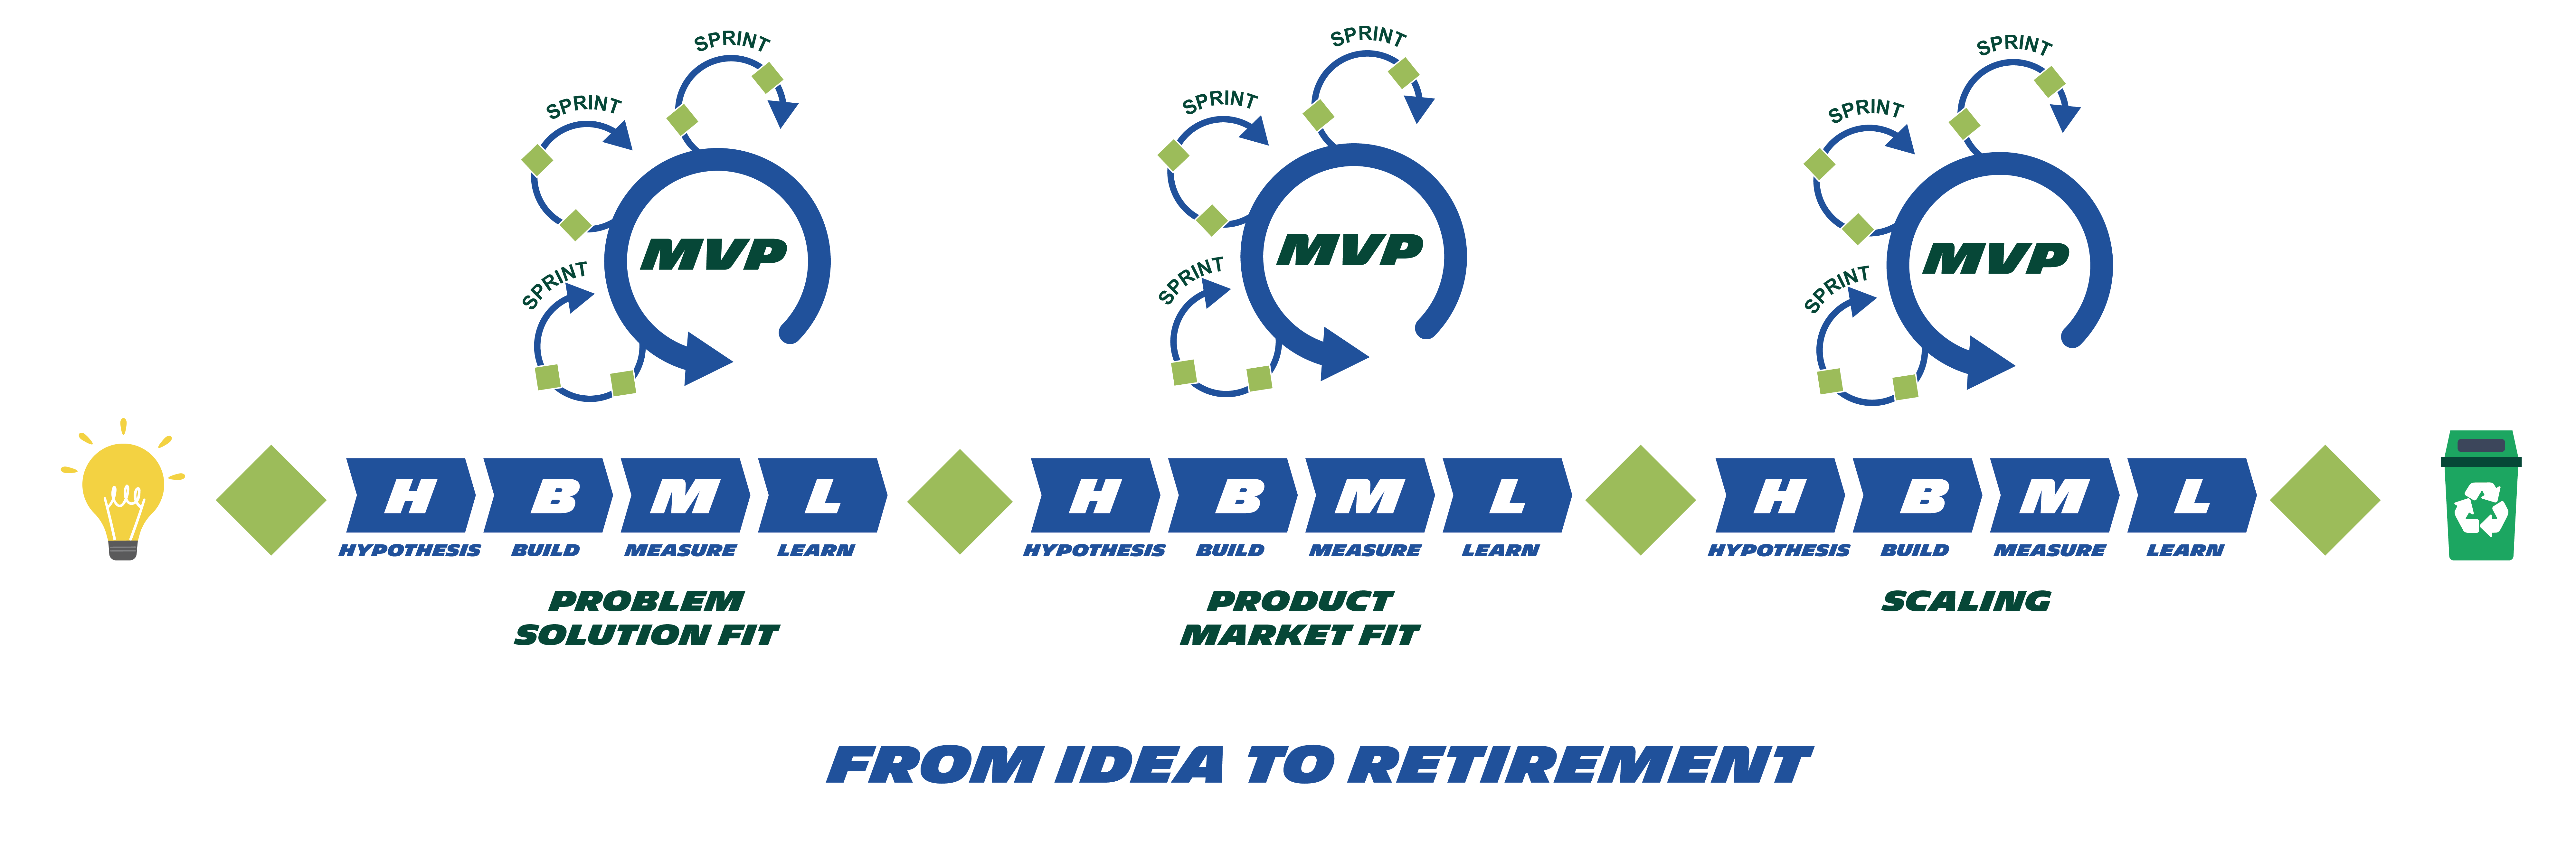 SPRINT
SPRINT
SPRINT
MVP
SPRINT
SPRINT
SPRINT
MVP
SPRINT
SPRINT
SPRINT
MVP
H B M L
HYPOTHESIS BUILD MEASURE LEARN
PROBLEM
SOLUTION FIT
H B M L
HYPOTHESIS BUILD MEASURE LEARN
PRODUCT
MARKET FIT
H B M L
HYPOTHESIS BUILD MEASURE LEARN
SCALING
FROM IDEA TO RETIREMENT